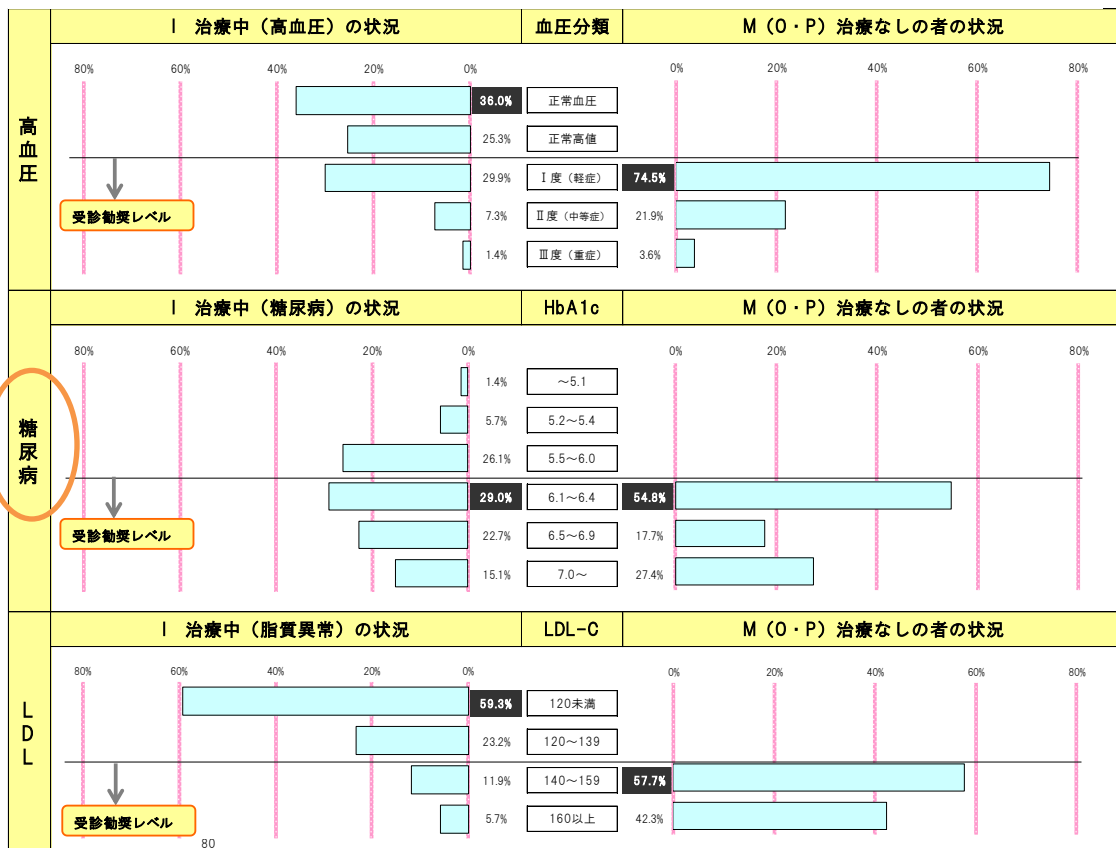 高血圧
I 治療中（高血圧）の状況 血圧分類 M（O・P）治療なしの者の状況
80% 60% 40% 20% 0% 0% 20% 40% 60% 80%
36.0% 正常血圧
25.3% 正常高値
29.9% Ⅰ度（軽症） 74.5%
受診勧奨レベル 7.3% Ⅱ度（中等症） 21.9%
1.4% Ⅲ度（重症） 3.6%
糖尿病
I 治療中（糖尿病）の状況 HbA1c M（O・P）治療なしの者の状況
80% 60% 40% 20% 0% 0% 20% 40% 60% 80%
1.4% ～5.1
5.7% 5.2～5.4
26.1% 5.5～6.0
29.0% 6.1～6.4 54.8%
受診勧奨レベル 22.7% 6.5～6.9 17.7%
15.1% 7.0～ 27.4%
LDL
I 治療中（脂質異常）の状況 LDL-C M（O・P）治療なしの者の状況
80% 60% 40% 20% 0% 0% 20% 40% 60% 80%
59.3% 120未満
23.2% 120～139
11.9% 140～159 57.7%
受診勧奨レベル 5.7% 160以上 42.3%
80